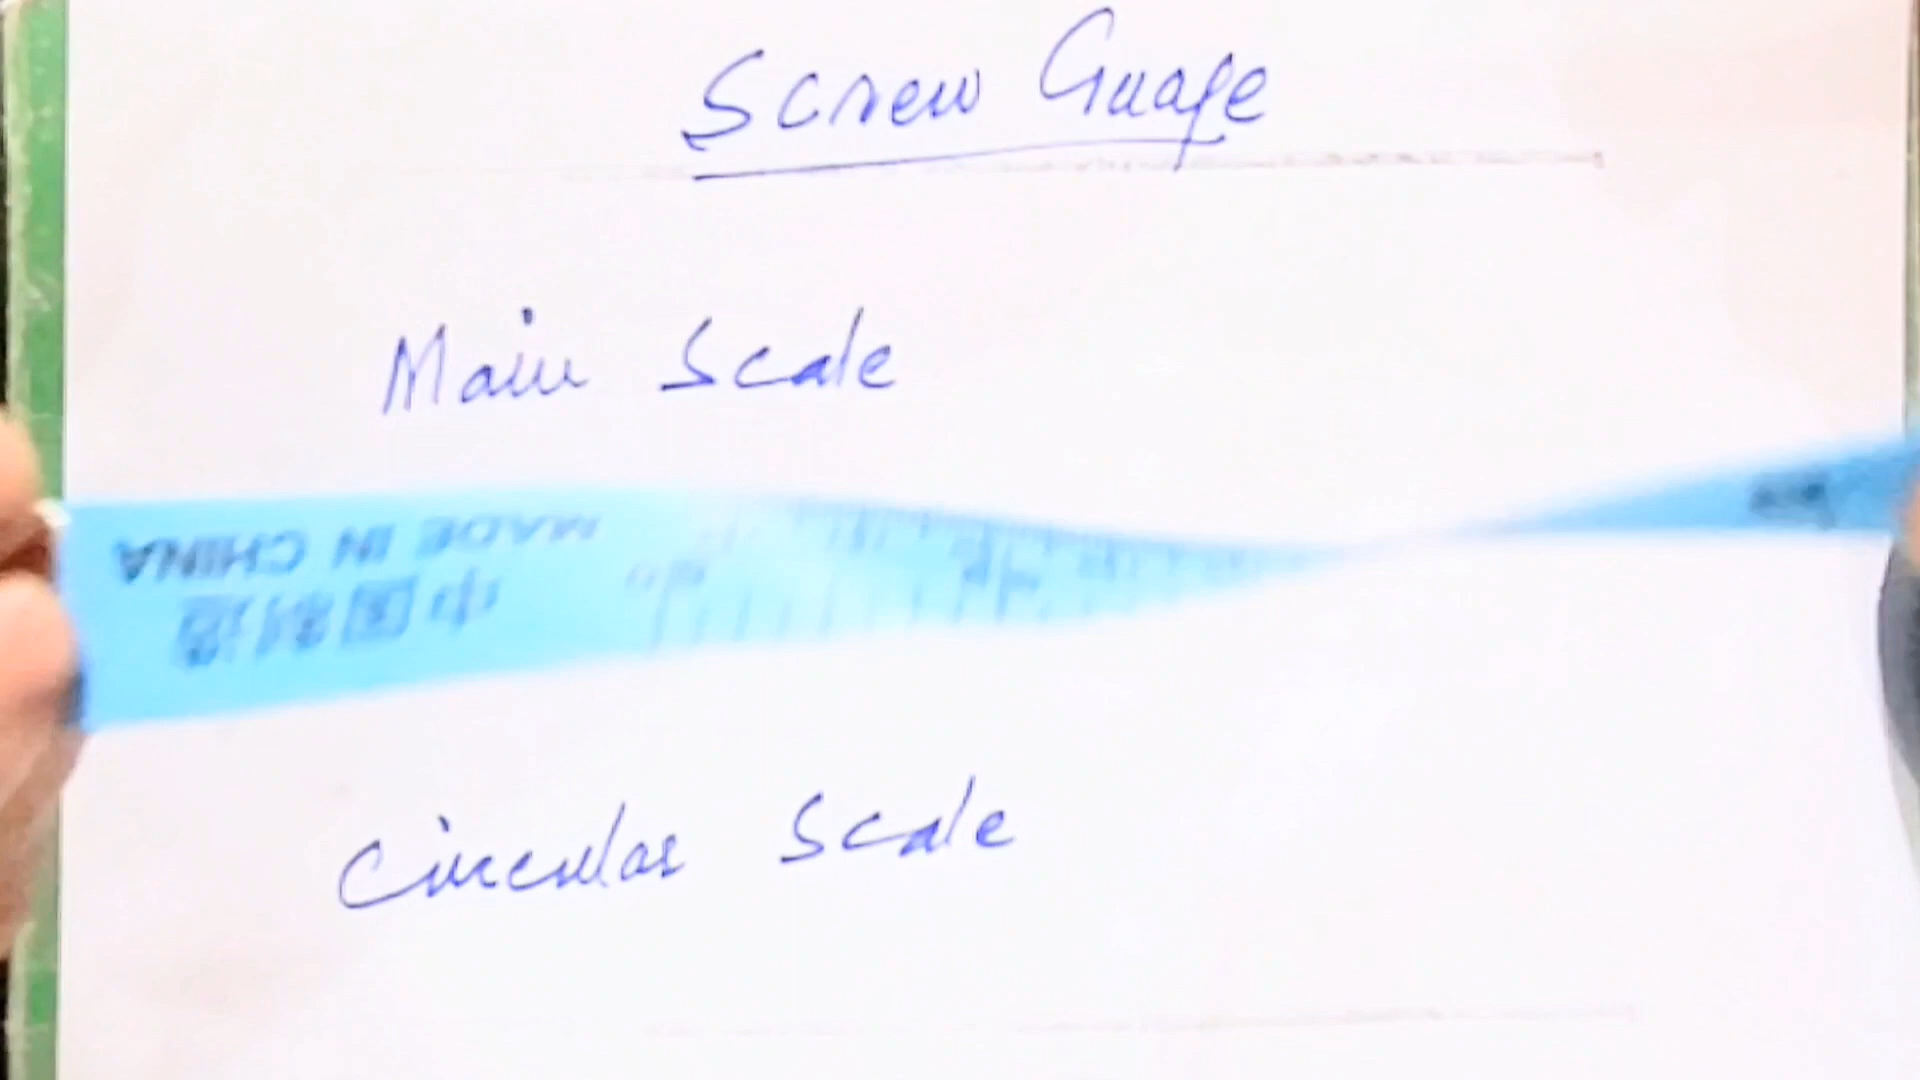 Screw Guage
Main Scale
MADE IN CHINA
中国制造
Circular Scale